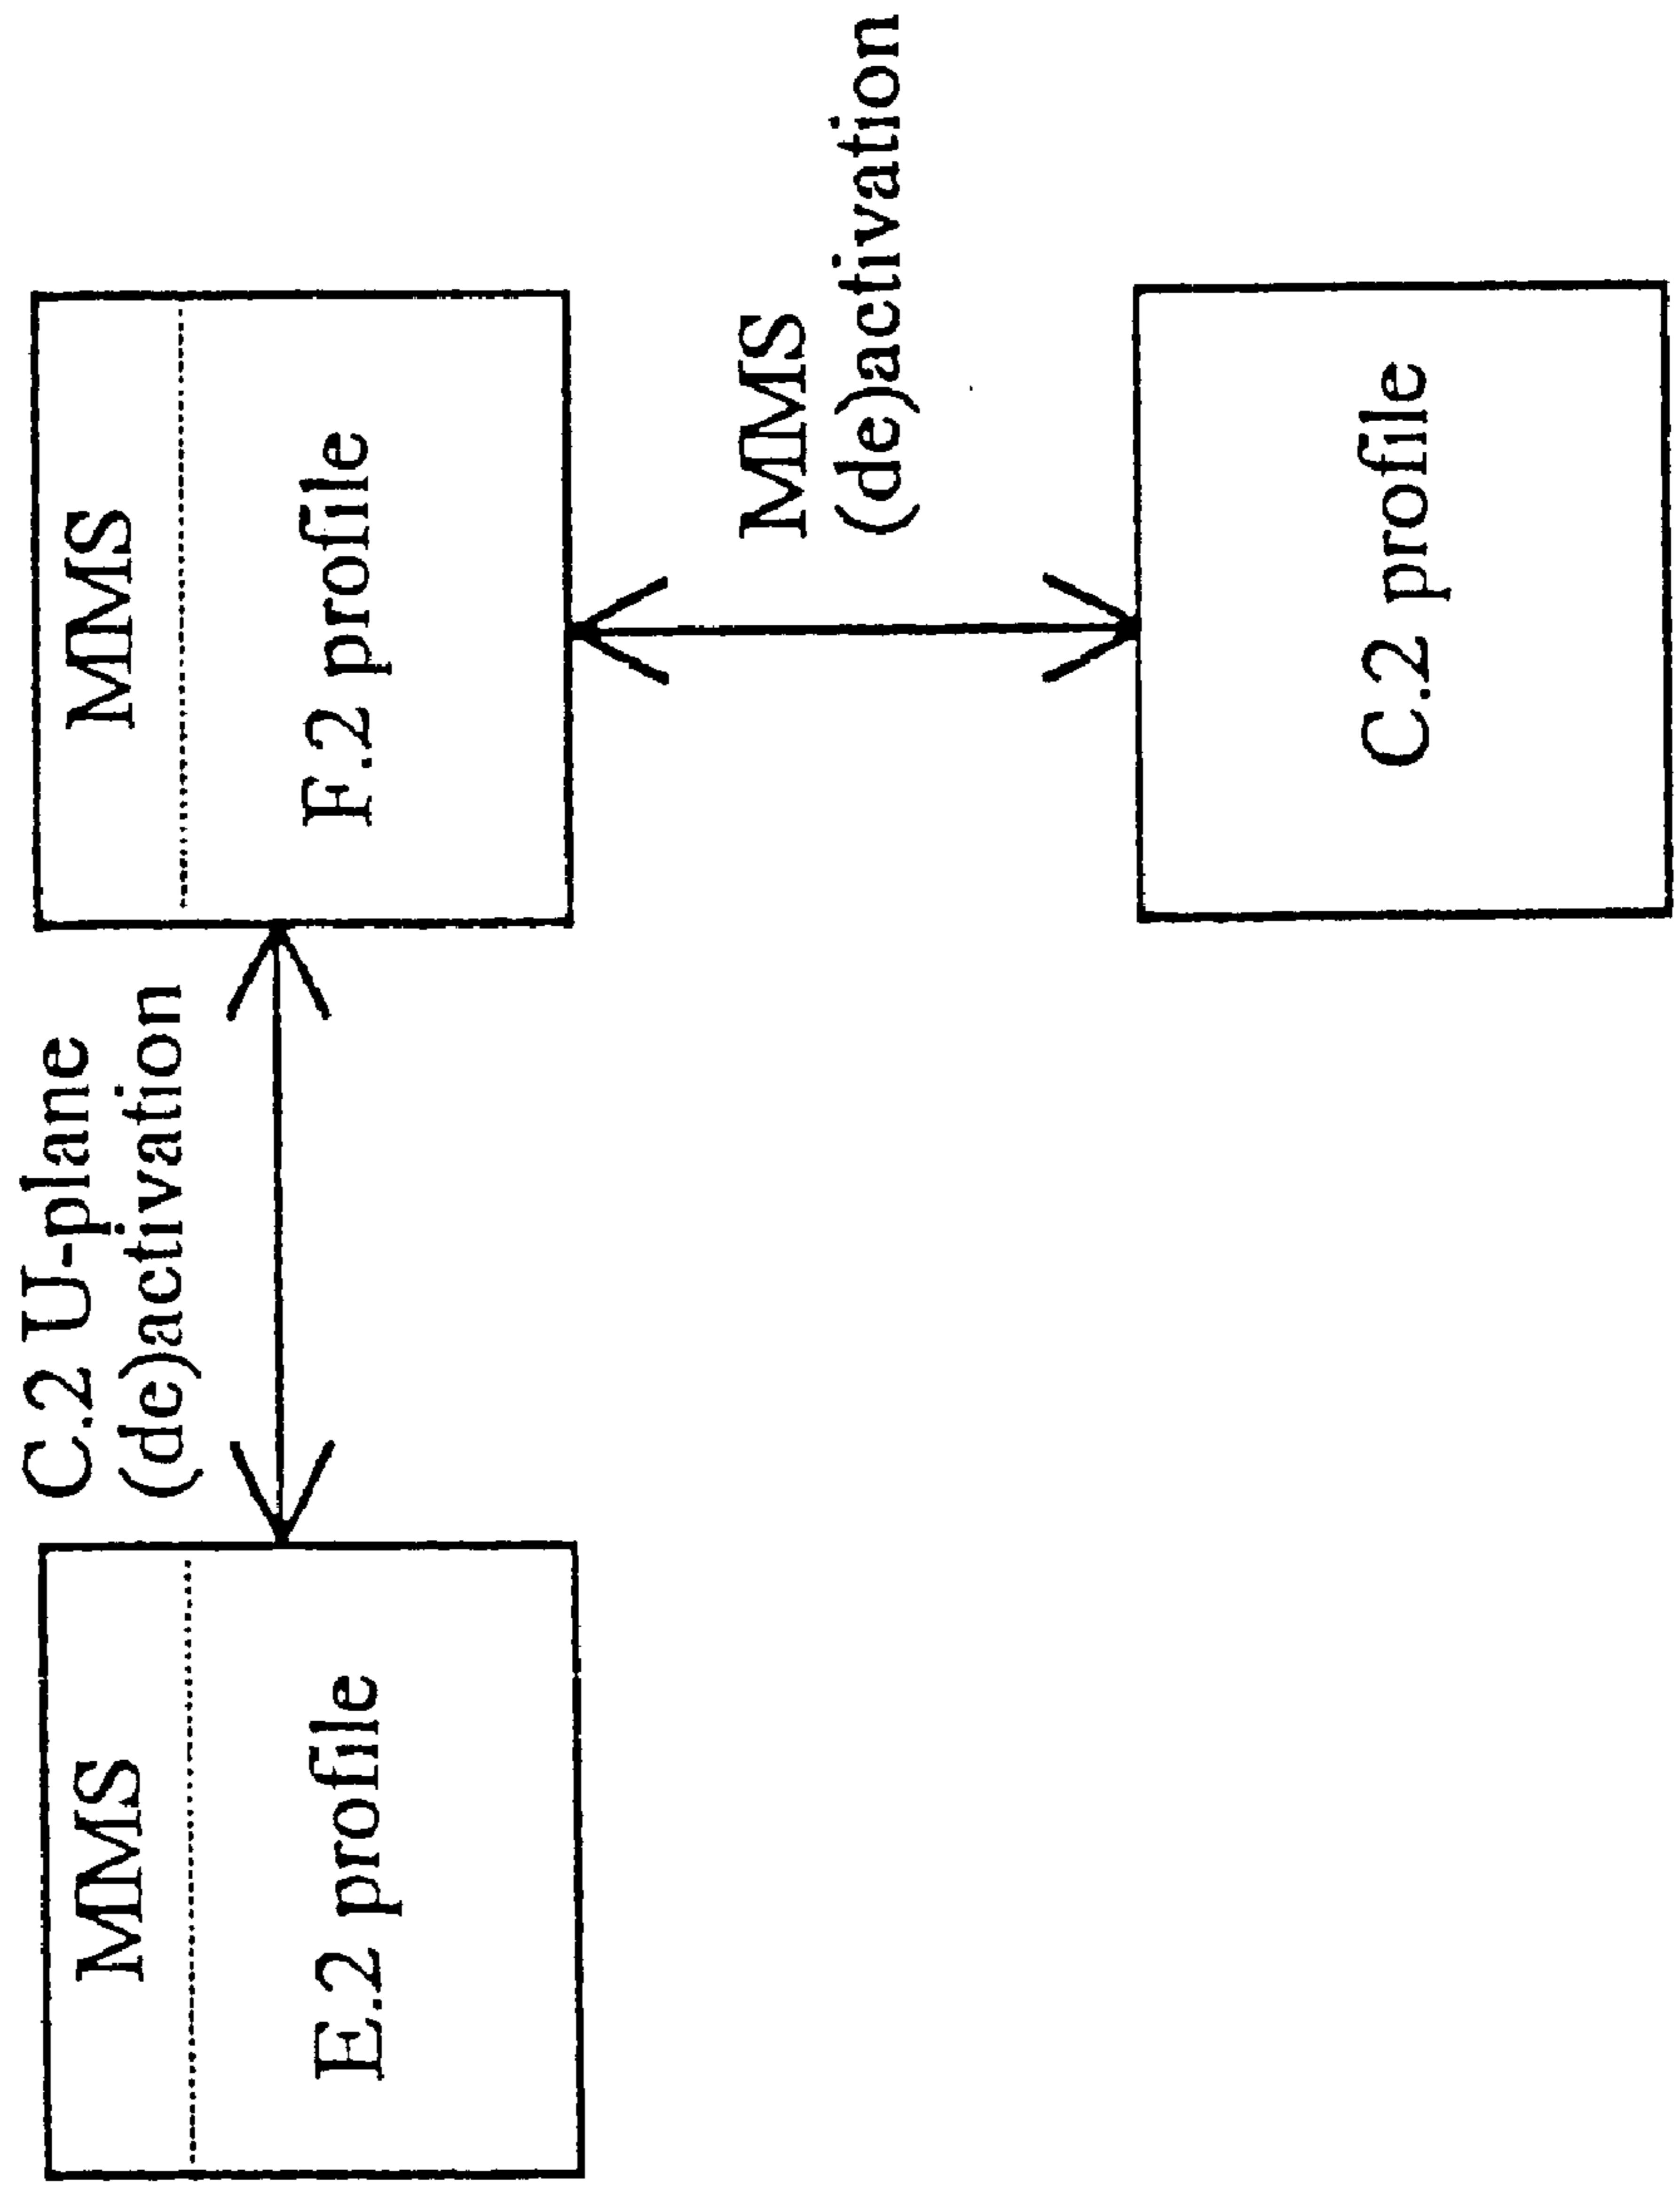 MMS
E.2 profile
C.2 U-plane
(de)activation
MMS
F.2 profile
MMS
(de)activation
C.2 profile